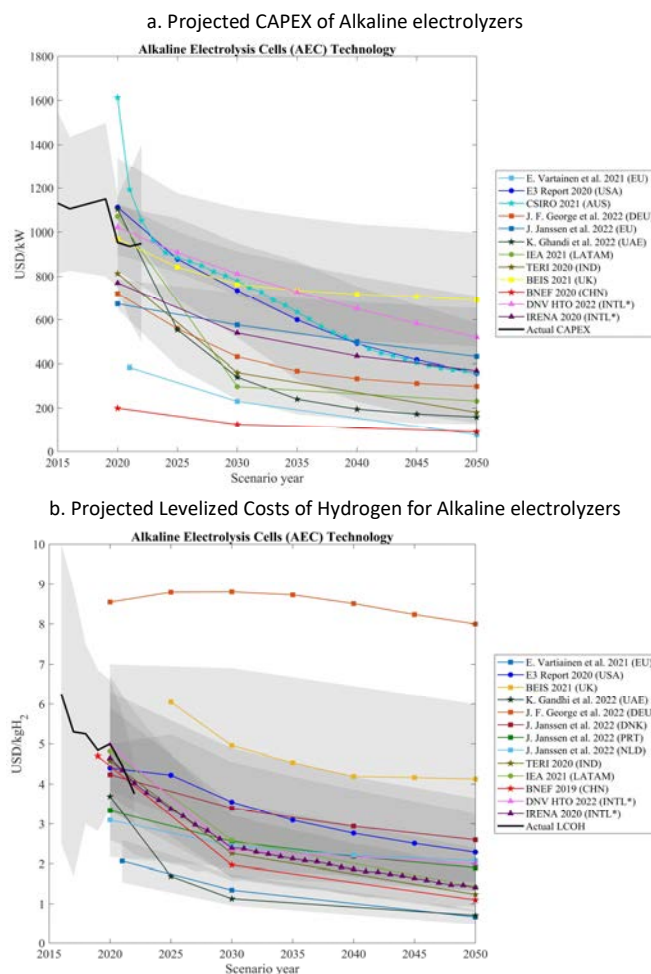 a. Projected CAPEX of Alkaline electrolyzers
Alkaline Electrolysis Cells (AEC) Technology
1800
1600
1400
1200
1000
800
600
400
200
0
USD/kW
2015 2020 2025 2030 2035 2040 2045 2050
Scenario year
E. Vartainen et al. 2021 (EU)
E3 Report 2020 (USA)
CSIRO 2021 (AUS)
J. F. George et al. 2022 (DEU)
J. Janssen et al. 2022 (EU)
K. Ghandi et al. 2022 (UAE)
IEA 2021 (LATAM)
TERI 2020 (IND)
BEIS 2021 (UK)
BNEF 2020 (CHN)
DNV HTO 2022 (INTL*)
IRENA 2020 (INTL*)
Actual CAPEX
b. Projected Levelized Costs of Hydrogen for Alkaline electrolyzers
Alkaline Electrolysis Cells (AEC) Technology
10
9
8
7
6
5
4
3
2
1
0
USD/kgH₂
2015 2020 2025 2030 2035 2040 2045 2050
Scenario year
E. Vartiainen et al. 2021 (EU)
E3 Report 2020 (USA)
BEIS 2021 (UK)
K. Gandhi et al. 2022 (UAE)
J. F. George et al. 2022 (DEU)
J. Janssen et al. 2022 (DNK)
J. Janssen et al. 2022 (PRT)
J. Janssen et al. 2022 (NLD)
TERI 2020 (IND)
IEA 2021 (LATAM)
BNEF 2019 (CHN)
DNV HTO 2022 (INTL*)
IRENA 2020 (INTL*)
Actual LCOH